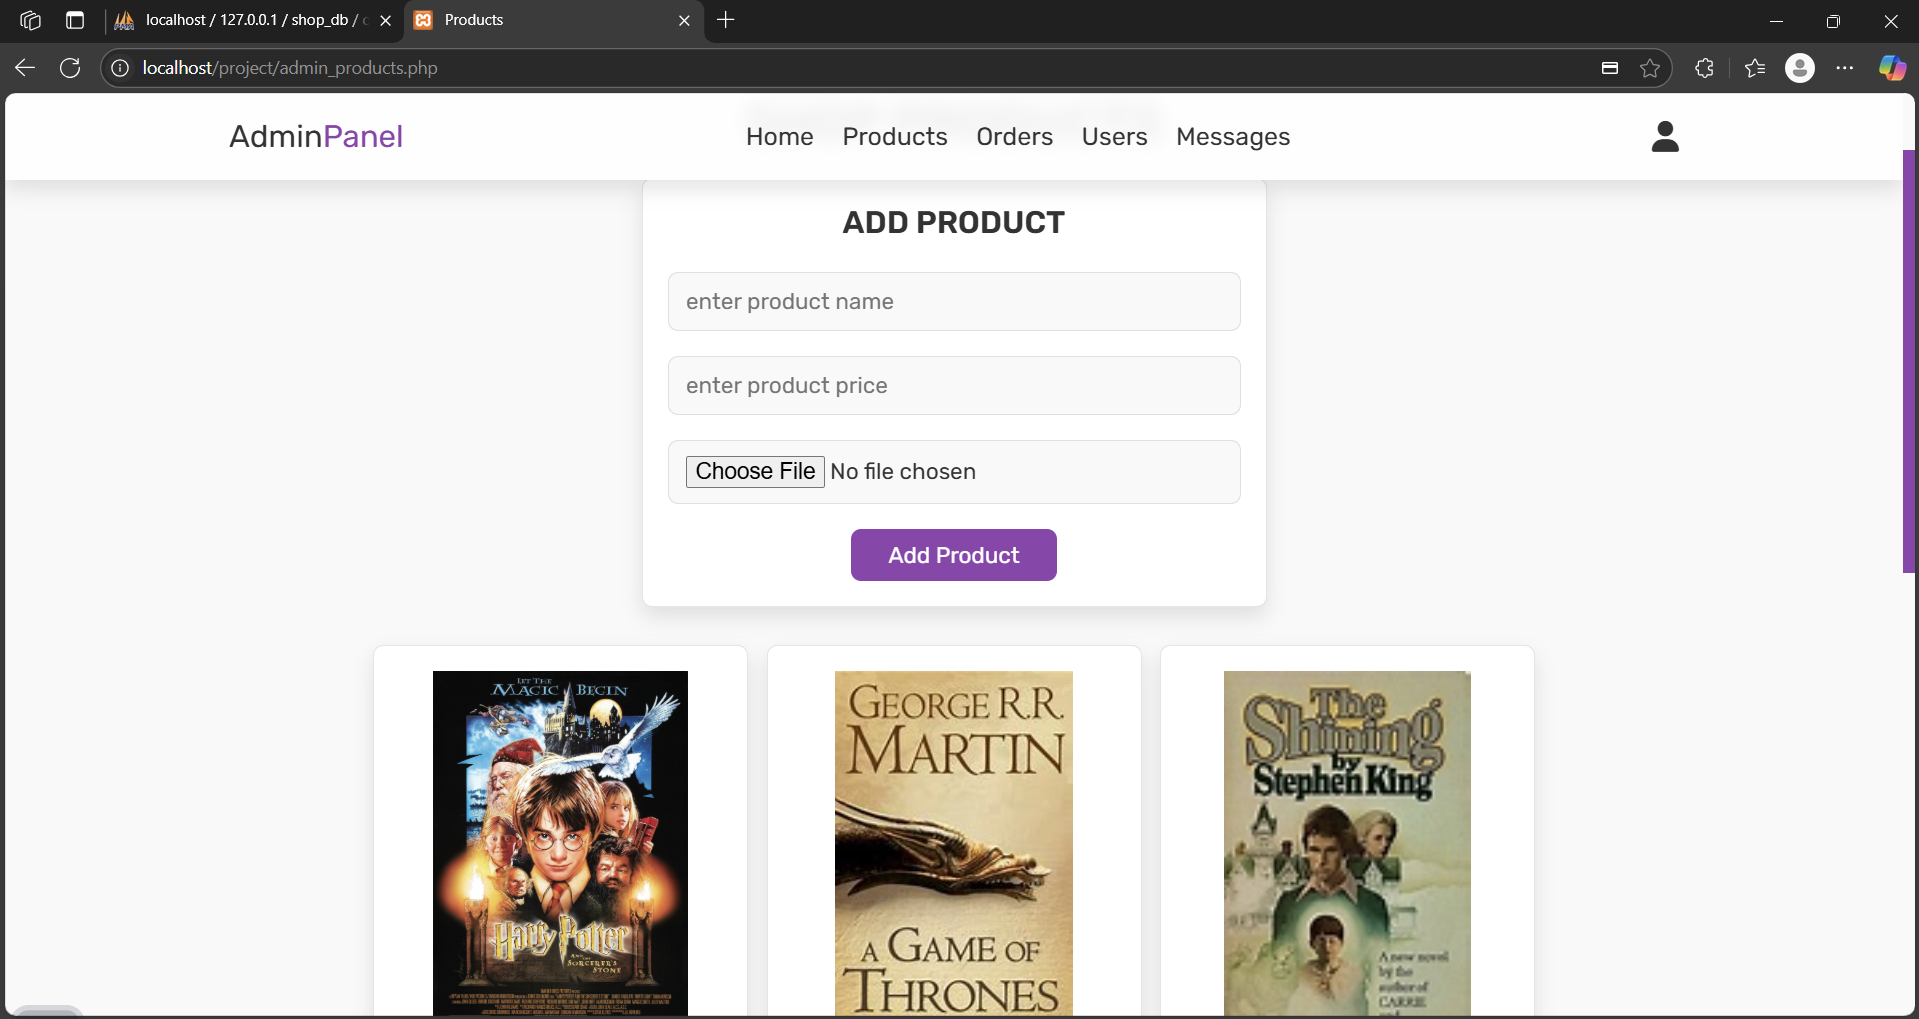 localhost / 127.0.0.1 / shop_db /
Products
localhost/project/admin_products.php
AdminPanel
Home Products Orders Users Messages
ADD PRODUCT
enter product name
enter product price
Choose File No file chosen
Add Product
LET THE
MAGIC BEGIN
Harry Potter
AND THE
SORCERER'S
STONE
GEORGE R.R.
MARTIN
A GAME OF
THRONES
The
Shining
by
Stephen King
A new novel
by the
author of
CARRIE